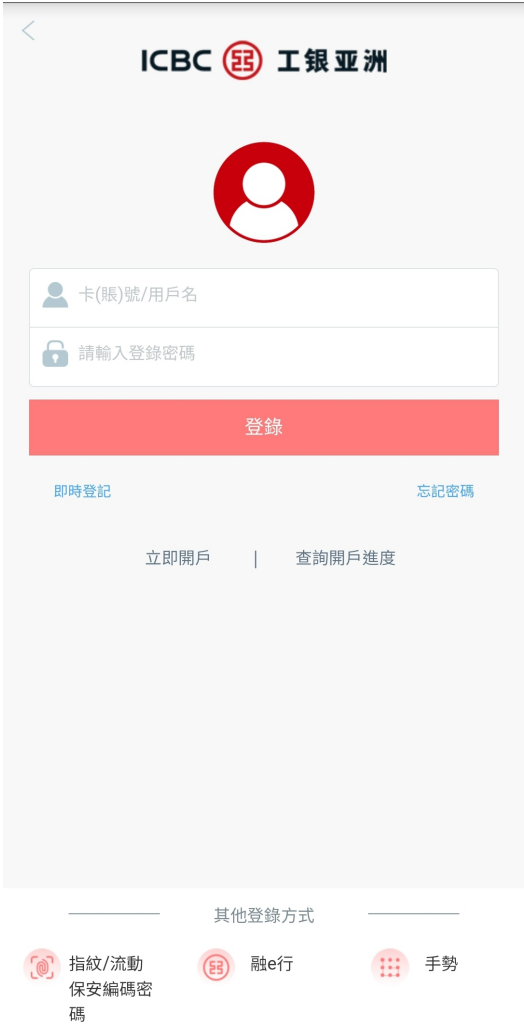 ICBC 工银亚洲
卡(賬)號/用戶名
請輸入登錄密碼
登錄
即時登記 忘記密碼
立即開戶 | 查詢開戶進度
其他登錄方式
指紋/流動
保安編碼密
碼
融e行
手勢